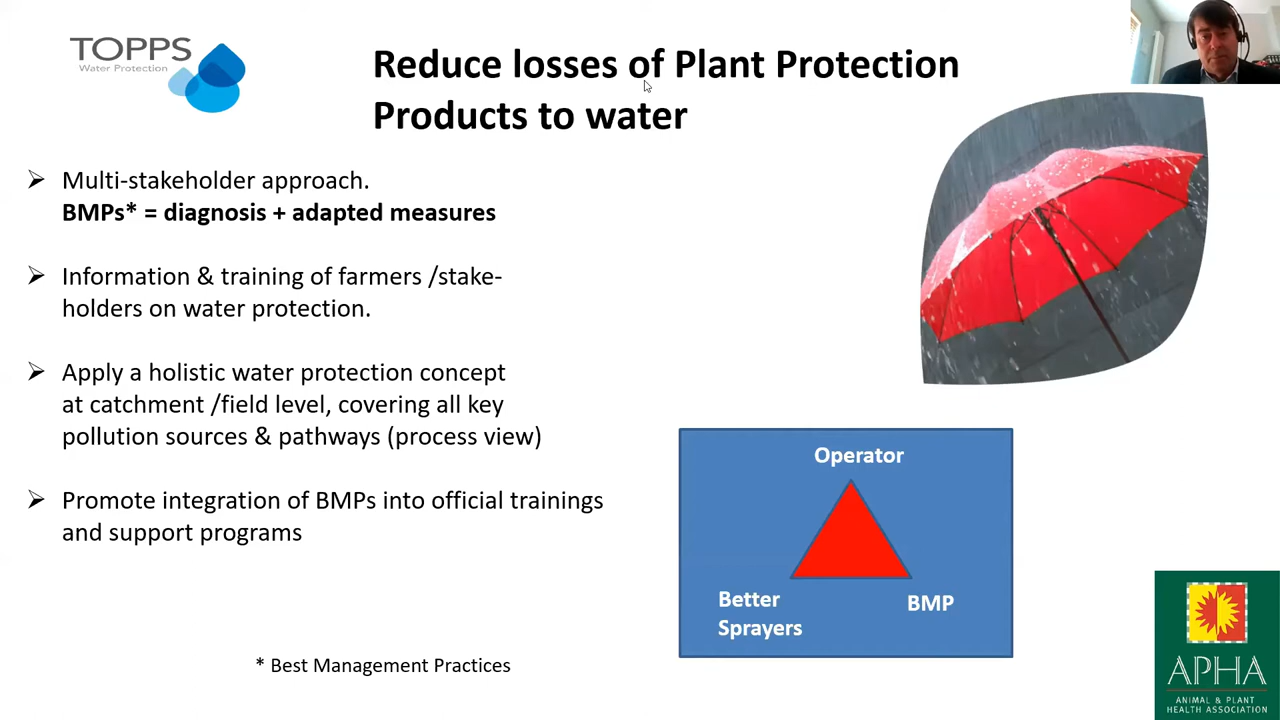 TOPPS
Water Protection
Reduce losses of Plant Protection
Products to water
➢ Multi-stakeholder approach.
BMPs* = diagnosis + adapted measures
➢ Information & training of farmers /stake-
holders on water protection.
➢ Apply a holistic water protection concept
at catchment /field level, covering all key
pollution sources & pathways (process view)
➢ Promote integration of BMPs into official trainings
and support programs
Operator
Better
Sprayers
BMP
* Best Management Practices
APHA
ANIMAL & PLANT
HEALTH ASSOCIATION